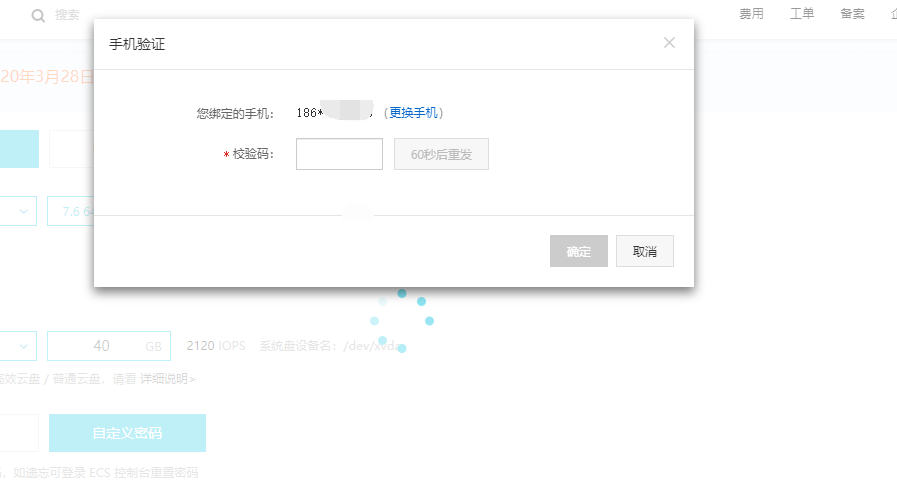 搜索 费用 工单 备案
手机验证
20年3月28日
您绑定的手机： 186* （更换手机）
* 校验码： 60秒后重发
7.6 64
确定 取消
40 GB 2120 IOPS 系统盘设备名：/dev/xvda
效云盘 / 普通云盘，请看 详细说明>
自定义密码
，如遗忘可登录 ECS 控制台重置密码